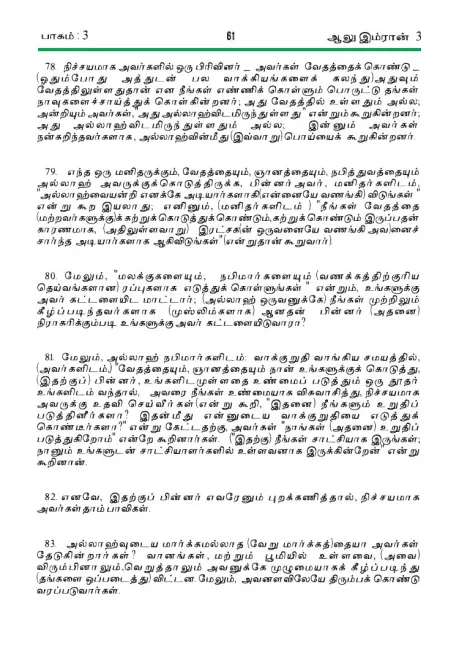 பாகம் : 3 61 ஆலு இம்ரான் 3
78. நிச்சயமாக அவர்களில் ஒரு பிரிவினர் _ அவர்கள் வேதத்தைக் கொண்டு _
(ஓதும்போது அத்துடன் பல வாக்கியங்களைக் கலந்து) அதுவும்
வேதத்திலுள்ளதுதான் என நீங்கள் எண்ணிக் கொள்ளும் பொருட்டு தங்கள்
நாவுகளைச்சாய்த்துக் கொள்கின்றனர்; அது வேதத்தில் உள்ளதும் அல்ல;
அன்றியும் அவர்கள், "அது அல்லாஹ்விடமிருந்துள்ளது" என்றும் கூறுகின்றனர்;
அது அல்லாஹ்விடமிருந்துள்ளதும் அல்ல; இன்னும் அவர்கள்
நன்கறிந்தவர்களாக, அல்லாஹ்வின்மீது (இவ்வாறு) பொய்யைக் கூறுகின்றனர்.
79. எந்த ஒரு மனிதருக்கும், வேதத்தையும், ஞானத்தையும், நபித்துவத்தையும்
அல்லாஹ் அவருக்குக்கொடுத்திருக்க, பின்னர் அவர், மனிதர்களிடம்,
"அல்லாஹ்வையன்றி எனக்கே அடியார்களாகி(என்னையே வணங்கி) விடுங்கள்"
என்று கூற இயலாது; எனினும், (மனிதர்களிடம் ) "நீங்கள் வேதத்தை
(மற்றவர்களுக்கு)க் கற்றுக்கொடுத்துக்கொண்டும், கற்றுக்கொண்டும் இருப்பதன்
காரணமாக, (அதிலுள்ளவாறு) இரட்சகன் ஒருவனையே வணங்கி அவ)னைச்
சார்ந்த அடியார்களாக ஆகிவிடுங்கள்"(என்றுதான் கூறுவார்).
80. மேலும், "மலக்குகளையும், நபிமார்களையும் (வணக்கத்திற்குரிய
தெய்வங்களான) ரப்புகளாக எடுத்துக் கொள்ளுங்கள் " என்றும், உங்களுக்கு
அவர் கட்டளையிட மாட்டார்; (அல்லாஹ் ஒருவனுக்கே) நீங்கள் முற்றிலும்
கீழ்ப்படிந்தவர்களாக (முஸ்லிம்களாக) ஆனதன் பின்னர் (அதனை)
நிராகரிக்கும்படி உங்களுக்கு அவர் கட்டளையிடுவாரா?
81. மேலும், அல்லாஹ் நபிமார்களிடம்: வாக்குறுதி வாங்கிய சமயத்தில்,
(அவர்களிடம்,) "வேதத்தையும், ஞானத்தையும் நான் உங்களுக்குக் கொடுத்து,
(இதற்குப்) பின்னர், உங்களிடமுள்ளதை உண்மைப் படுத்தும் ஒரு தூதர்
உங்களிடம் வந்தால், அவரை நீங்கள் உண்மையாக விசுவாசித்து, நிச்சயமாக
அவருக்கு உதவி செய்வீர்கள் (என்று கூறி, "இதனை) நீங்களும் உறுதிப்
படுத்தினீர்களா? இதன்மீது என்னுடைய வாக்குறுதியை எடுத்துக்
கொண்டீர்களா?" என்று கேட்டதற்கு, அவர்கள் "நாங்கள் (அதனை) உறுதிப்
படுத்துகிறோம்" என்றே கூறினார்கள். ("இதற்கு) நீங்கள் சாட்சியாக இருங்கள்;
நானும் உங்களுடன் சாட்சியாளர்களில் உள்ளவனாக இருக்கின்றேன்" என்று
கூறினான்.
82. எனவே, இதற்குப் பின்னர் எவரேனும் புறக்கணித்தால், நிச்சயமாக
அவர்கள்தாம் பாவிகள்.
83. அல்லாஹ்வுடைய மார்க்கமல்லாத (வேறு மார்க்கத்)தையா அவர்கள்
தேடுகின்றார்கள்? வானங்கள், மற்றும் பூமியில் உள்ளவை, (அவை)
விரும்பினாலும், வெறுத்தாலும் அவனுக்கே முழுமையாகக் கீழ்ப்படிந்து
(தங்களை ஒப்படைத்து) விட்டன. மேலும், அவனளவிலேயே திரும்பக் கொண்டு
வரப்படுவார்கள்.